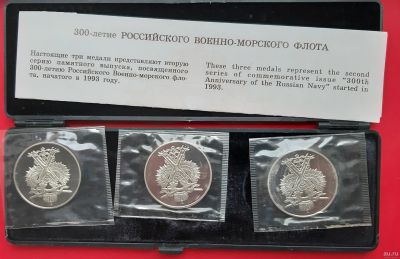 300-летие РОССИЙСКОГО ВОЕННО-МОРСКОГО ФЛОТА
Настоящие три медали представляют вторую
серию памятного выпуска, посвященного
300-летию Российского Военно-морского фло-
та, начатого в 1993 году.
These three medals represent the second
series of commemorative issue "300th
Anniversary of the Russian Navy" started in
1993.